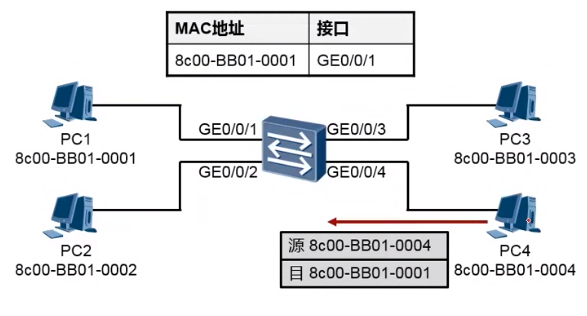 MAC地址 接口
8c00-BB01-0001 GE0/0/1
PC1
8c00-BB01-0001
GE0/0/1 GE0/0/3
PC3
8c00-BB01-0003
GE0/0/2 GE0/0/4
PC2
8c00-BB01-0002
源 8c00-BB01-0004
目 8c00-BB01-0001
PC4
8c00-BB01-0004